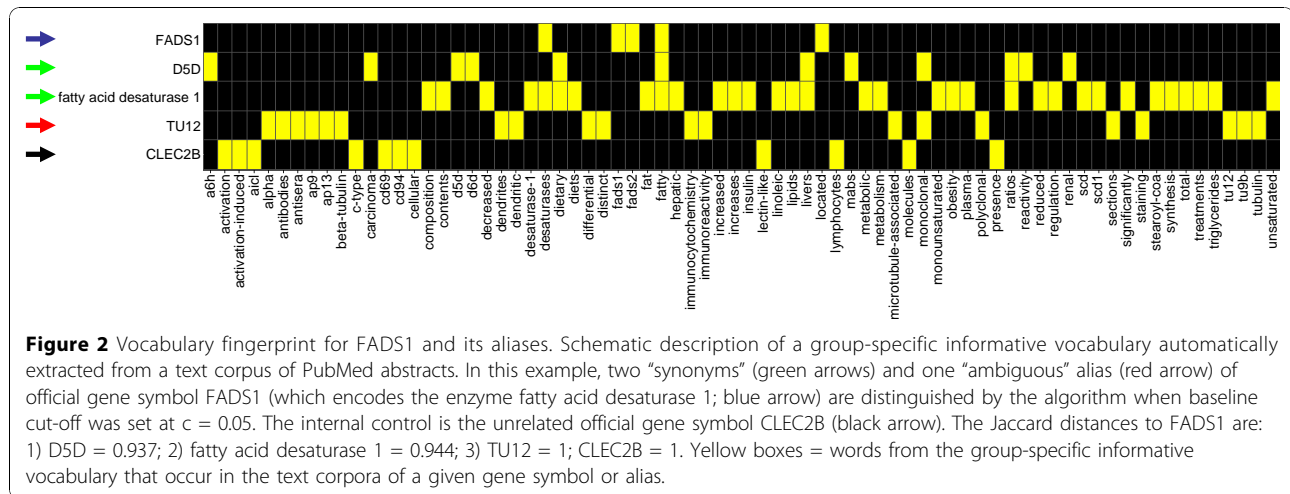 FADS1
D5D
fatty acid desaturase 1
TU12
CLEC2B
a6h
activation
activation-induced
aicl
alpha
antibodies
antisera
ap9
ap13
beta-tubulin
c-type
carcinoma
cd69
cd94
cellular
composition
contents
d5d
d6d
decreased
dendrites
dendritic
desaturase-1
desaturases
dietary
diets
differential
distinct
fads1
fads2
fat
fatty
hepatic
immunocytochemistry
immunoreactivity
increased
increases
insulin
lectin-like
linoleic
lipids
livers
located
lymphocytes
mabs
metabolic
metabolism
microtubule-associated
molecules
monoclonal
monounsaturated
obesity
plasma
polyclonal
presence
ratios
reactivity
reduced
regulation
renal
scd
scd1
sections
significantly
staining
stearoyl-coa
synthesis
total
treatments
triglycerides
tu12
tu9b
tubulin
unsaturated
Figure 2 Vocabulary fingerprint for FADS1 and its aliases. Schematic description of a group-specific informative vocabulary automatically
extracted from a text corpus of PubMed abstracts. In this example, two “synonyms” (green arrows) and one “ambiguous” alias (red arrow) of
official gene symbol FADS1 (which encodes the enzyme fatty acid desaturase 1; blue arrow) are distinguished by the algorithm when baseline
cut-off was set at c = 0.05. The internal control is the unrelated official gene symbol CLEC2B (black arrow). The Jaccard distances to FADS1 are:
1) D5D = 0.937; 2) fatty acid desaturase 1 = 0.944; 3) TU12 = 1; CLEC2B = 1. Yellow boxes = words from the group-specific informative
vocabulary that occur in the text corpora of a given gene symbol or alias.